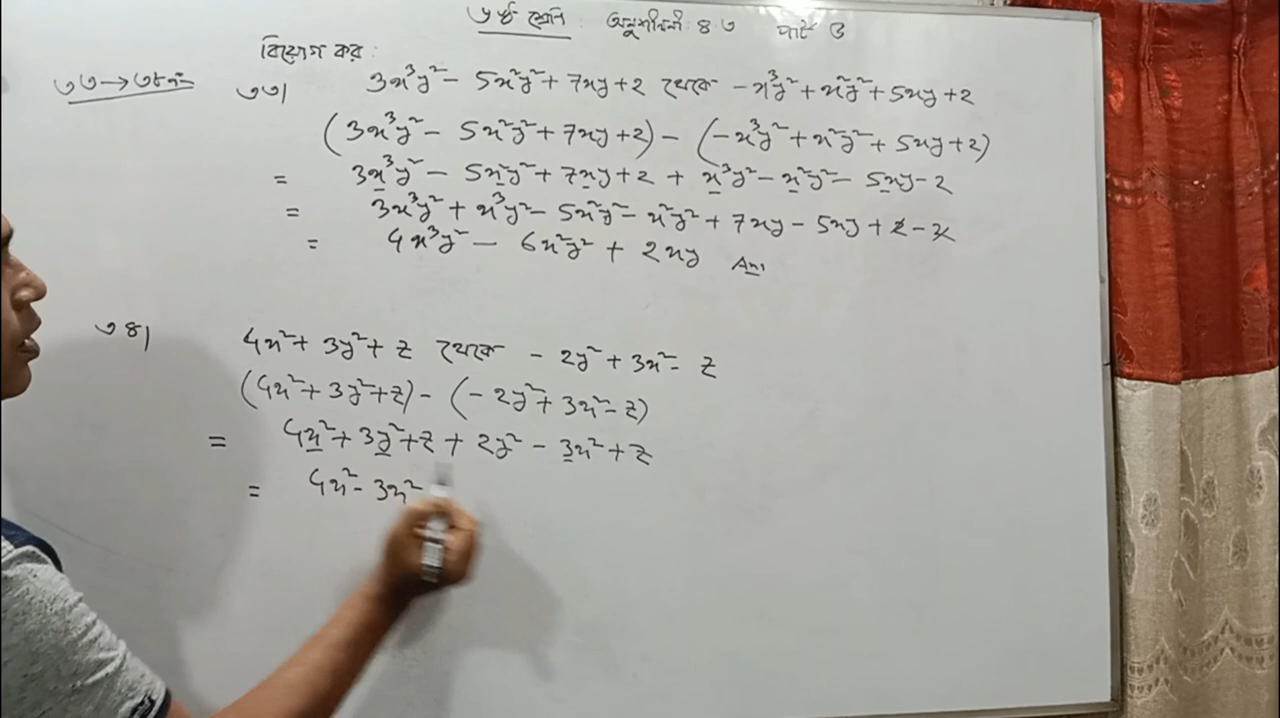 ৬ষ্ঠ শ্রেণি : অনুশীলনী: ৪.৩ পার্ট ৬
বিয়োগ কর:
৩৩→৩৮নং
৩৩| 3x³y² - 5x²y² + 7xy + 2 থেকে - x³y² + x²y² + 5xy + 2
(3x³y² - 5x²y² + 7xy + 2) - (-x³y² + x²y² + 5xy + 2)
= 3x³y² - 5x²y² + 7xy + 2 + x³y² - x²y² - 5xy - 2
= 3x³y² + x³y² - 5x²y² - x²y² + 7xy - 5xy + 2 - 2
= 4x³y² - 6x²y² + 2xy Ans
৩৪| 4x² + 3y² + z থেকে - 2y² + 3x² - z
(4x² + 3y² + z) - (-2y² + 3x² - z)
= 4x² + 3y² + z + 2y² - 3x² + z
= 4x² - 3x²